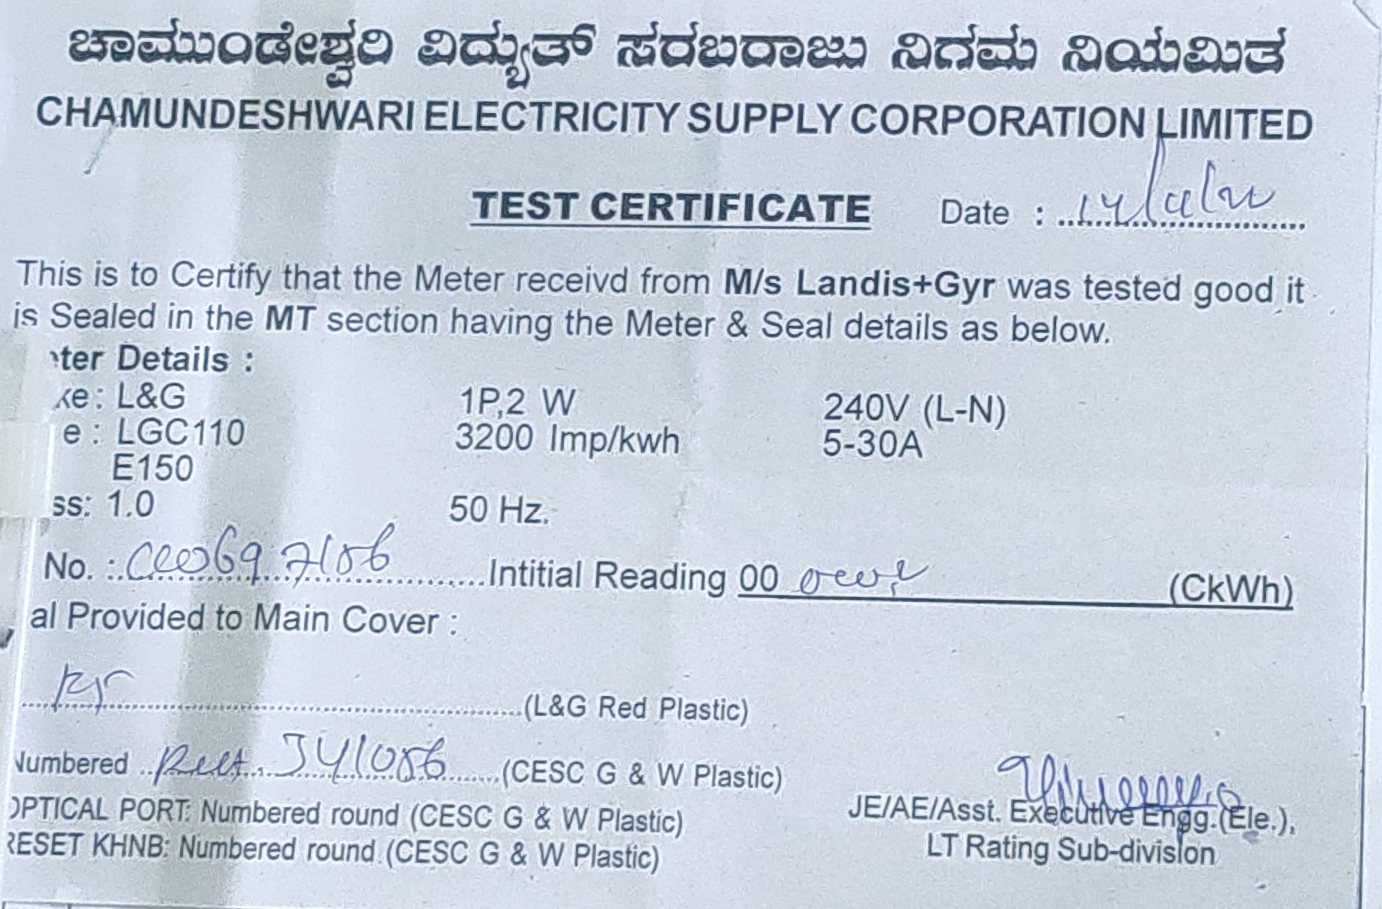 ಚಾಮುಂಡೇಶ್ವರಿ ವಿದ್ಯುತ್ ಸರಬರಾಜು ನಿಗಮ ನಿಯಮಿತ
CHAMUNDESHWARI ELECTRICITY SUPPLY CORPORATION LIMITED
TEST CERTIFICATE Date :
This is to Certify that the Meter receivd from M/s Landis+Gyr was tested good it
is Sealed in the MT section having the Meter & Seal details as below.
ter Details :
ke: L&G 1P,2 W 240V (L-N)
e : LGC110 3200 Imp/kwh 5-30A
E150
ss: 1.0 50 Hz.
No. : Intitial Reading 00 (CkWh)
al Provided to Main Cover :
(L&G Red Plastic)
Numbered (CESC G & W Plastic)
OPTICAL PORT: Numbered round (CESC G & W Plastic)
RESET KHNB: Numbered round (CESC G & W Plastic)
JE/AE/Asst. Executive Engg.(Ele.),
LT Rating Sub-division